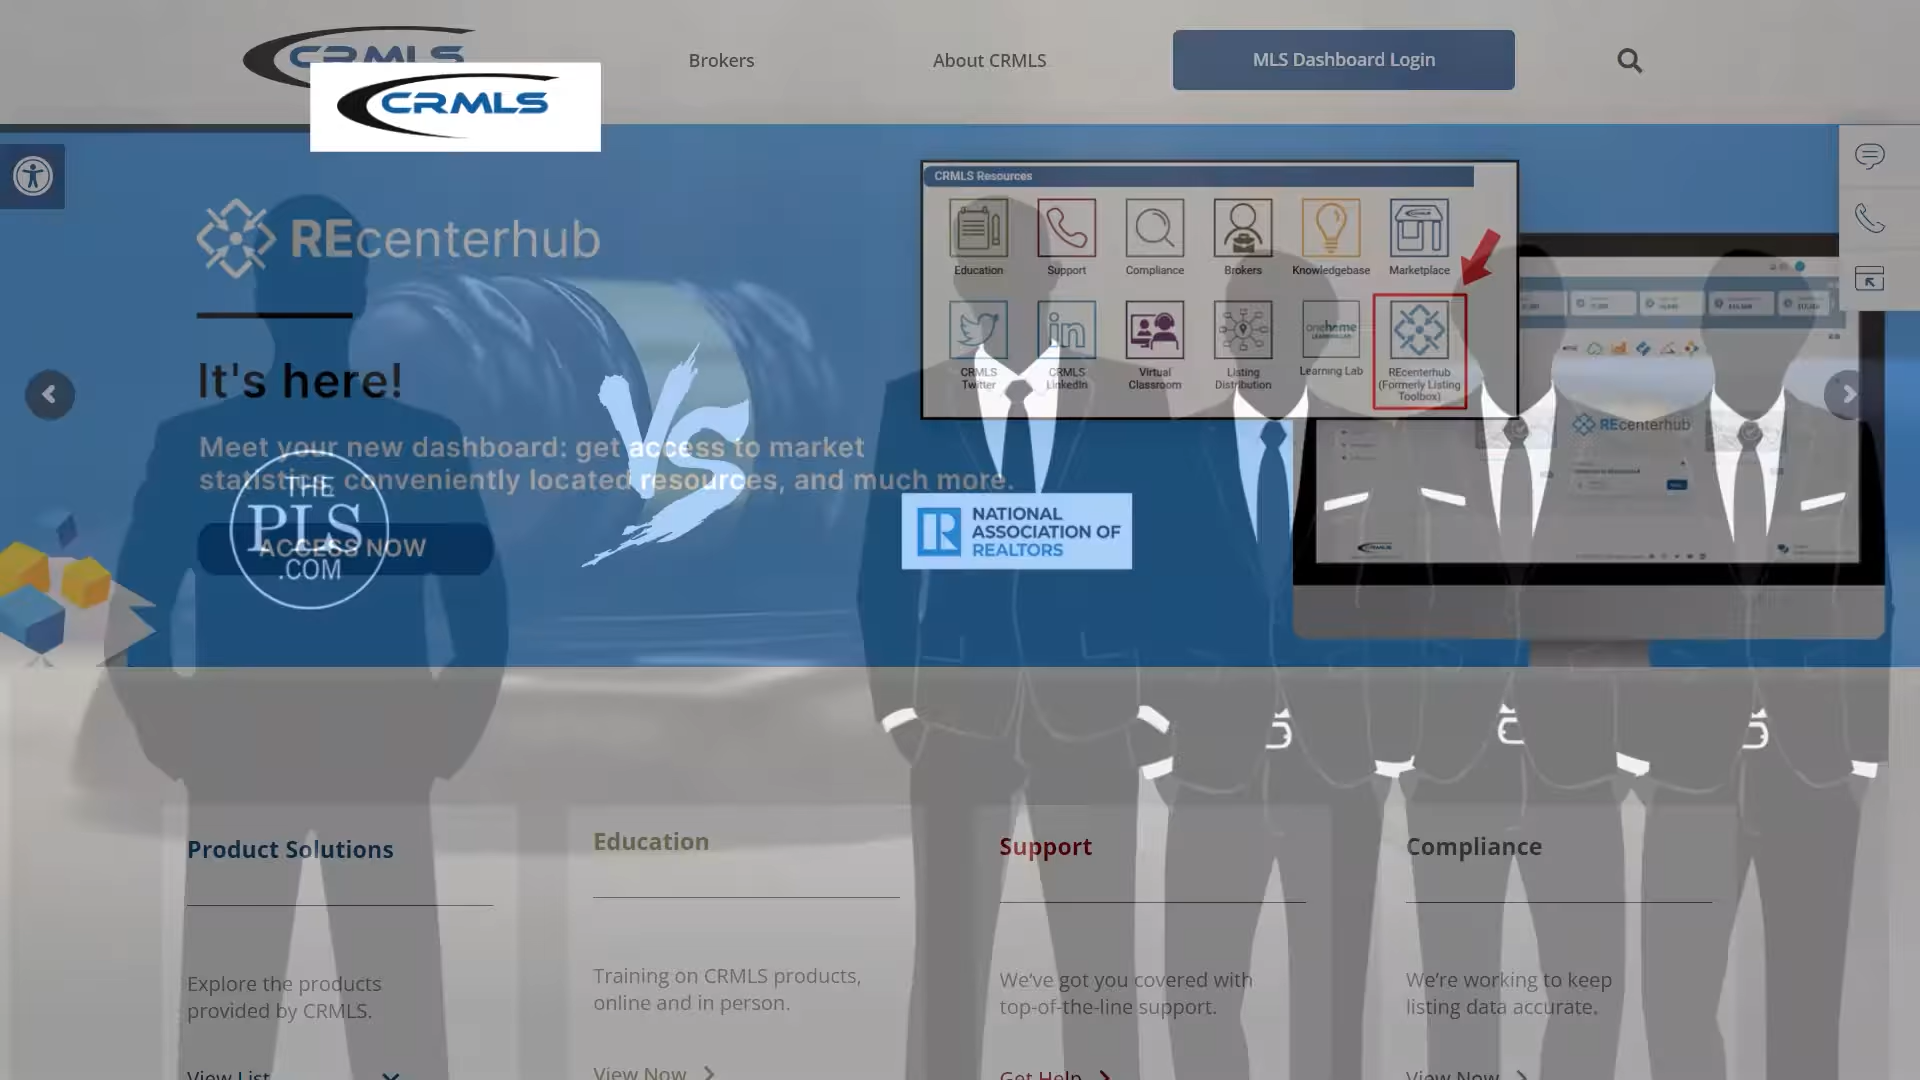 CRMLS
Brokers
About CRMLS
MLS Dashboard Login
CRMLS
REcenterhub
It's here!
Meet your new dashboard: get access to market
conveniently located resources, and much more.
ACCESS NOW
THE
PLS
.COM
VS
CRMLS Resources
Education
Support
Compliance
Brokers
Knowledgebase
Marketplace
onehome
CRMLS
Twitter
CRMLS
LinkedIn
Virtual
Classroom
Listing
Distribution
Learning Lab
REcenterhub
(Formerly Listing
Toolbox)
NATIONAL
ASSOCIATION OF
REALTORS
REcenterhub
CRMLS
Product Solutions
Education
Support
Compliance
Explore the products
provided by CRMLS.
Training on CRMLS products,
online and in person.
We've got you covered with
top-of-the-line support.
We're working to keep
listing data accurate.
View List
View Now
Get Help
View Now